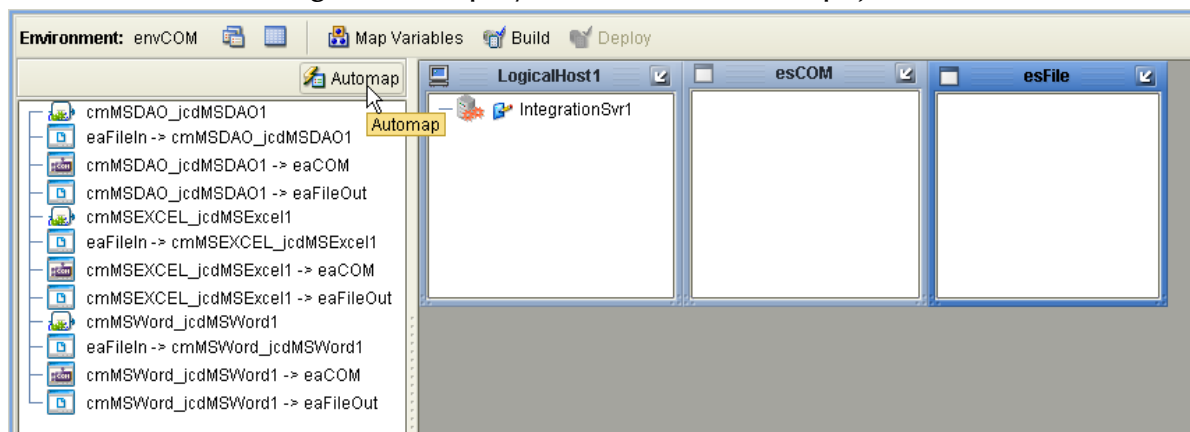 Environment: envCOM Map Variables Build Deploy
Automap
LogicalHost1 esCOM esFile
cmMSDAO_jcdMSDAO1
IntegrationSvr1
Automap
eaFileIn -> cmMSDAO_jcdMSDAO1
cmMSDAO_jcdMSDAO1 -> eaCOM
cmMSDAO_jcdMSDAO1 -> eaFileOut
cmMSEXCEL_jcdMSExcel1
eaFileIn -> cmMSEXCEL_jcdMSExcel1
cmMSEXCEL_jcdMSExcel1 -> eaCOM
cmMSEXCEL_jcdMSExcel1 -> eaFileOut
cmMSWord_jcdMSWord1
eaFileIn -> cmMSWord_jcdMSWord1
cmMSWord_jcdMSWord1 -> eaCOM
cmMSWord_jcdMSWord1 -> eaFileOut